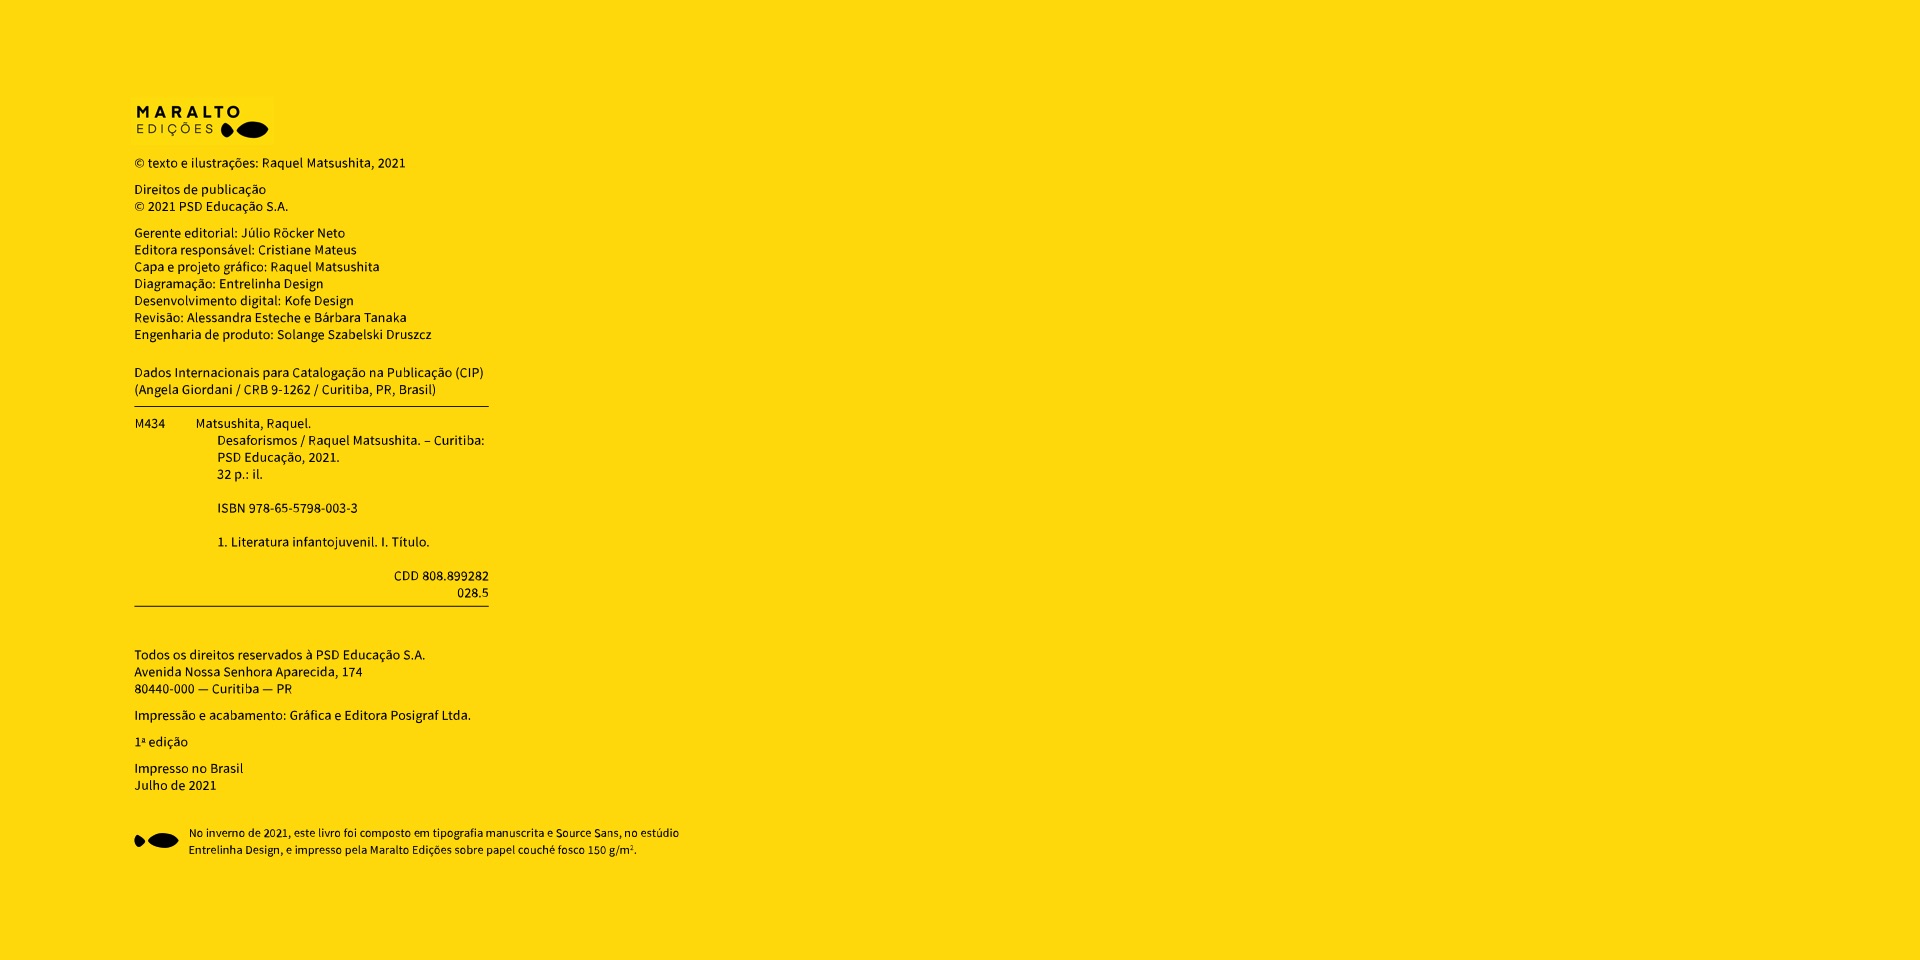 MARALTO
EDIÇÕES
© texto e ilustrações: Raquel Matsushita, 2021
Direitos de publicação
© 2021 PSD Educação S.A.
Gerente editorial: Júlio Röcker Neto
Editora responsável: Cristiane Mateus
Capa e projeto gráfico: Raquel Matsushita
Diagramação: Entrelinha Design
Desenvolvimento digital: Kofe Design
Revisão: Alessandra Esteche e Bárbara Tanaka
Engenharia de produto: Solange Szabelski Druszcz
Dados Internacionais para Catalogação na Publicação (CIP)
(Angela Giordani / CRB 9-1262 / Curitiba, PR, Brasil)
M434 Matsushita, Raquel.
Desaforismos / Raquel Matsushita. – Curitiba:
PSD Educação, 2021.
32 p.: il.
ISBN 978-65-5798-003-3
1. Literatura infantojuvenil. I. Título.
CDD 808.899282
028.5
Todos os direitos reservados à PSD Educação S.A.
Avenida Nossa Senhora Aparecida, 174
80440-000 — Curitiba — PR
Impressão e acabamento: Gráfica e Editora Posigraf Ltda.
1ª edição
Impresso no Brasil
Julho de 2021
No inverno de 2021, este livro foi composto em tipografia manuscrita e Source Sans, no estúdio
Entrelinha Design, e impresso pela Maralto Edições sobre papel couché fosco 150 g/m².